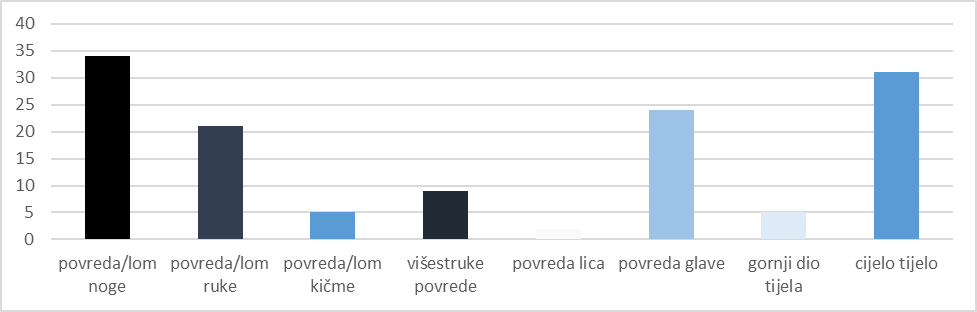 40
35
30
25
20
15
10
5
0
povreda/lom
noge
povreda/lom
ruke
povreda/lom
kičme
višestruke
povrede
povreda lica
povreda glave
gornji dio
tijela
cijelo tijelo